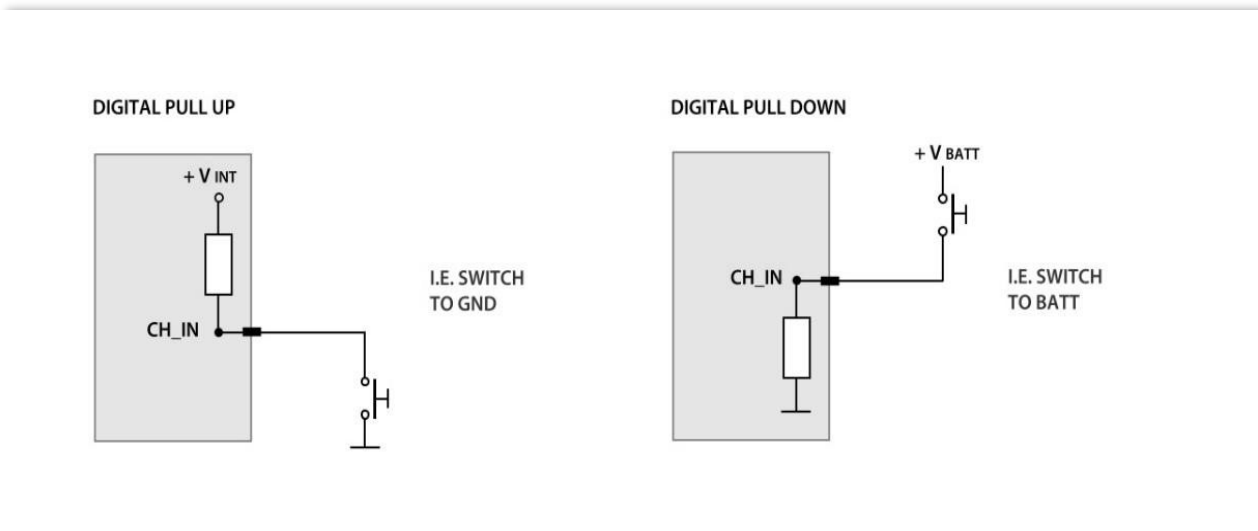 DIGITAL PULL UP
+ V INT
CH_IN
I.E. SWITCH
TO GND
DIGITAL PULL DOWN
+ V BATT
CH_IN
I.E. SWITCH
TO BATT